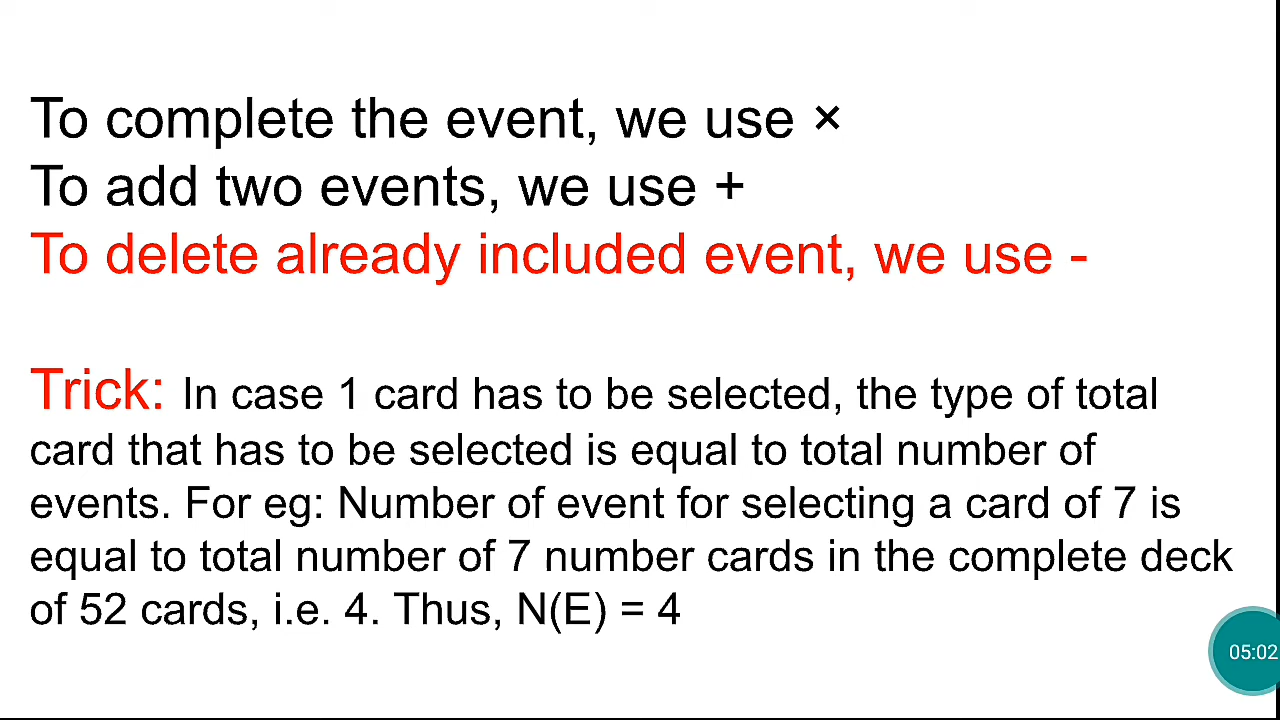 To complete the event, we use ×
To add two events, we use +
To delete already included event, we use -
Trick: In case 1 card has to be selected, the type of total
card that has to be selected is equal to total number of
events. For eg: Number of event for selecting a card of 7 is
equal to total number of 7 number cards in the complete deck
of 52 cards, i.e. 4. Thus, N(E) = 4
05:02